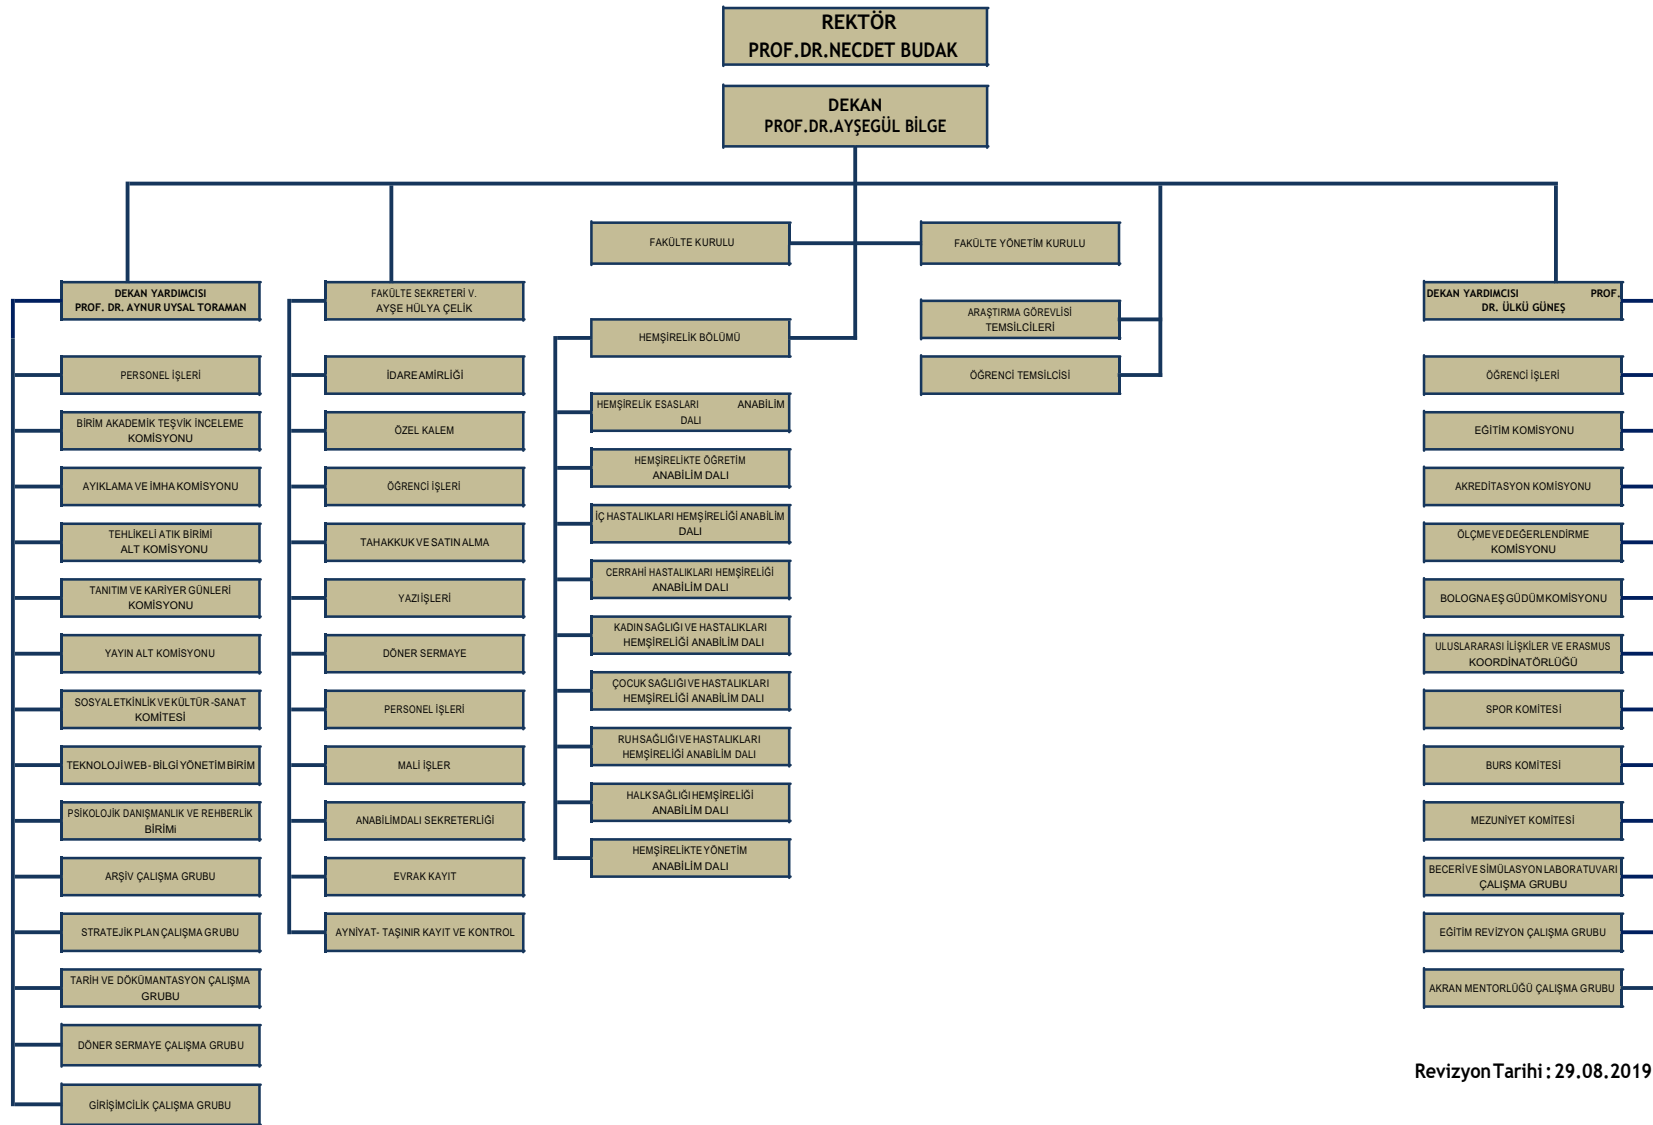 REKTÖR
PROF.DR.NECDET BUDAK
DEKAN
PROF.DR.AYŞEGÜL BİLGE
FAKÜLTE KURULU
FAKÜLTE YÖNETİM KURULU
DEKAN YARDIMCISI
PROF. DR. AYNUR UYSAL TORAMAN
PERSONEL İŞLERİ
BİRİM AKADEMİK TEŞVİK İNCELEME
KOMİSYONU
AYIKLAMA VE İMHA KOMİSYONU
TEHLİKELİ ATIK BİRİMİ
ALT KOMİSYONU
TANITIM VE KARİYER GÜNLERİ
KOMİSYONU
YAYIN ALT KOMİSYONU
SOSYAL ETKİNLİK VE KÜLTÜR -SANAT
KOMİTESİ
TEKNOLOJİ WEB - BİLGİ YÖNETİM BİRİM
PSİKOLOJİK DANIŞMANLIK VE REHBERLİK
BİRİMi
ARŞİV ÇALIŞMA GRUBU
STRATEJİK PLAN ÇALIŞMA GRUBU
TARİH VE DÖKÜMANTASYON ÇALIŞMA
GRUBU
DÖNER SERMAYE ÇALIŞMA GRUBU
GİRİŞİMCİLİK ÇALIŞMA GRUBU
FAKÜLTE SEKRETERİ V.
AYŞE HÜLYA ÇELİK
İDARE AMİRLİĞİ
ÖZEL KALEM
ÖĞRENCİ İŞLERİ
TAHAKKUK VE SATIN ALMA
YAZI İŞLERİ
DÖNER SERMAYE
PERSONEL İŞLERİ
MALİ İŞLER
ANABİLİMDALI SEKRETERLİĞİ
EVRAK KAYIT
AYNİYAT- TAŞINIR KAYIT VE KONTROL
HEMŞİRELİK BÖLÜMÜ
HEMŞİRELİK ESASLARI ANABİLİM
DALI
HEMŞİRELİKTE ÖĞRETİM
ANABİLİM DALI
İÇ HASTALIKLARI HEMŞİRELİĞİ ANABİLİM
DALI
CERRAHİ HASTALIKLARI HEMŞİRELİĞİ
ANABİLİM DALI
KADIN SAĞLIĞI VE HASTALIKLARI
HEMŞİRELİĞİ ANABİLİM DALI
ÇOCUK SAĞLIĞI VE HASTALIKLARI
HEMŞİRELİĞİ ANABİLİM DALI
RUH SAĞLIĞI VE HASTALIKLARI
HEMŞİRELİĞİ ANABİLİM DALI
HALK SAĞLIĞI HEMŞİRELİĞİ
ANABİLİM DALI
HEMŞİRELİKTE YÖNETİM
ANABİLİM DALI
ARAŞTIRMA GÖREVLİSİ
TEMSİLCİLERİ
ÖĞRENCİ TEMSİLCİSİ
DEKAN YARDIMCISI PROF.
DR. ÜLKÜ GÜNEŞ
ÖĞRENCİ İŞLERİ
EĞİTİM KOMİSYONU
AKREDİTASYON KOMİSYONU
ÖLÇME VE DEĞERLENDİRME
KOMİSYONU
BOLOGNA EŞ GÜDÜM KOMİSYONU
ULUSLARARASI İLİŞKİLER VE ERASMUS
KOORDİNATÖRLÜĞÜ
SPOR KOMİTESİ
BURS KOMİTESİ
MEZUNİYET KOMİTESİ
BECERİ VE SİMÜLASYON LABORATUVARI
ÇALIŞMA GRUBU
EĞİTİM REVİZYON ÇALIŞMA GRUBU
AKRAN MENTORLÜĞÜ ÇALIŞMA GRUBU
Revizyon Tarihi : 29.08.2019